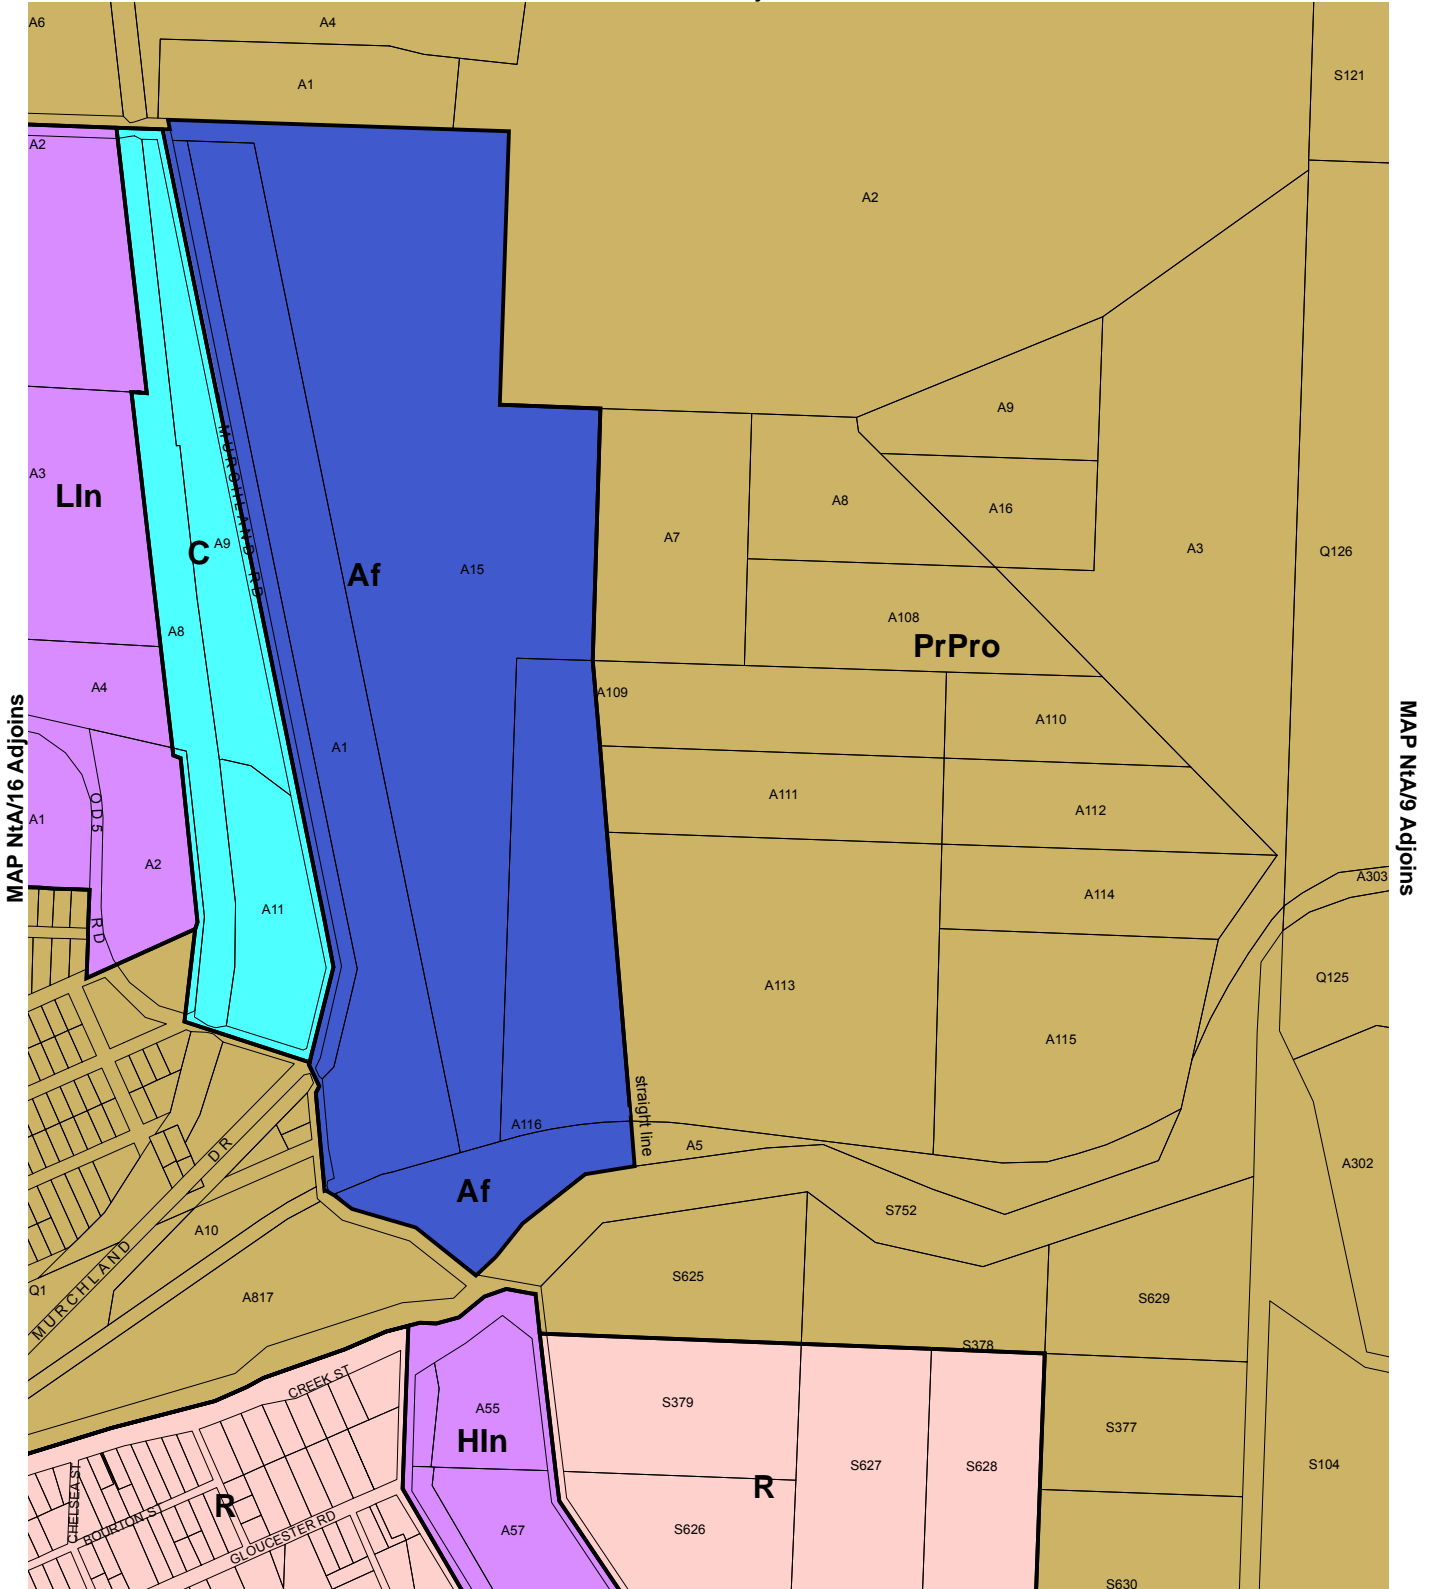 A6
A4
A1
S121
A2
A2
A9
A3
LIn
A8
A16
C
A9
MURCHLAND RD
A7
A3
Q126
Af
A15
A108
A8
PrPro
A4
A109
A110
MAP NtA/16 Adjoins
MAP NtA/9 Adjoins
A1
A111
A112
A1
QD5 RD
A2
A303
A114
A11
Q125
A113
A115
straight line
A116
A5
DR
A302
Af
A10
S752
MURCHLAND
Q1
A817
S625
S629
S378
CREEK ST
A55
S379
HIn
S377
S627
S628
S104
R
R
CHELSEA ST
BOURTON S
GLOUCESTER RD
A57
S626
S630